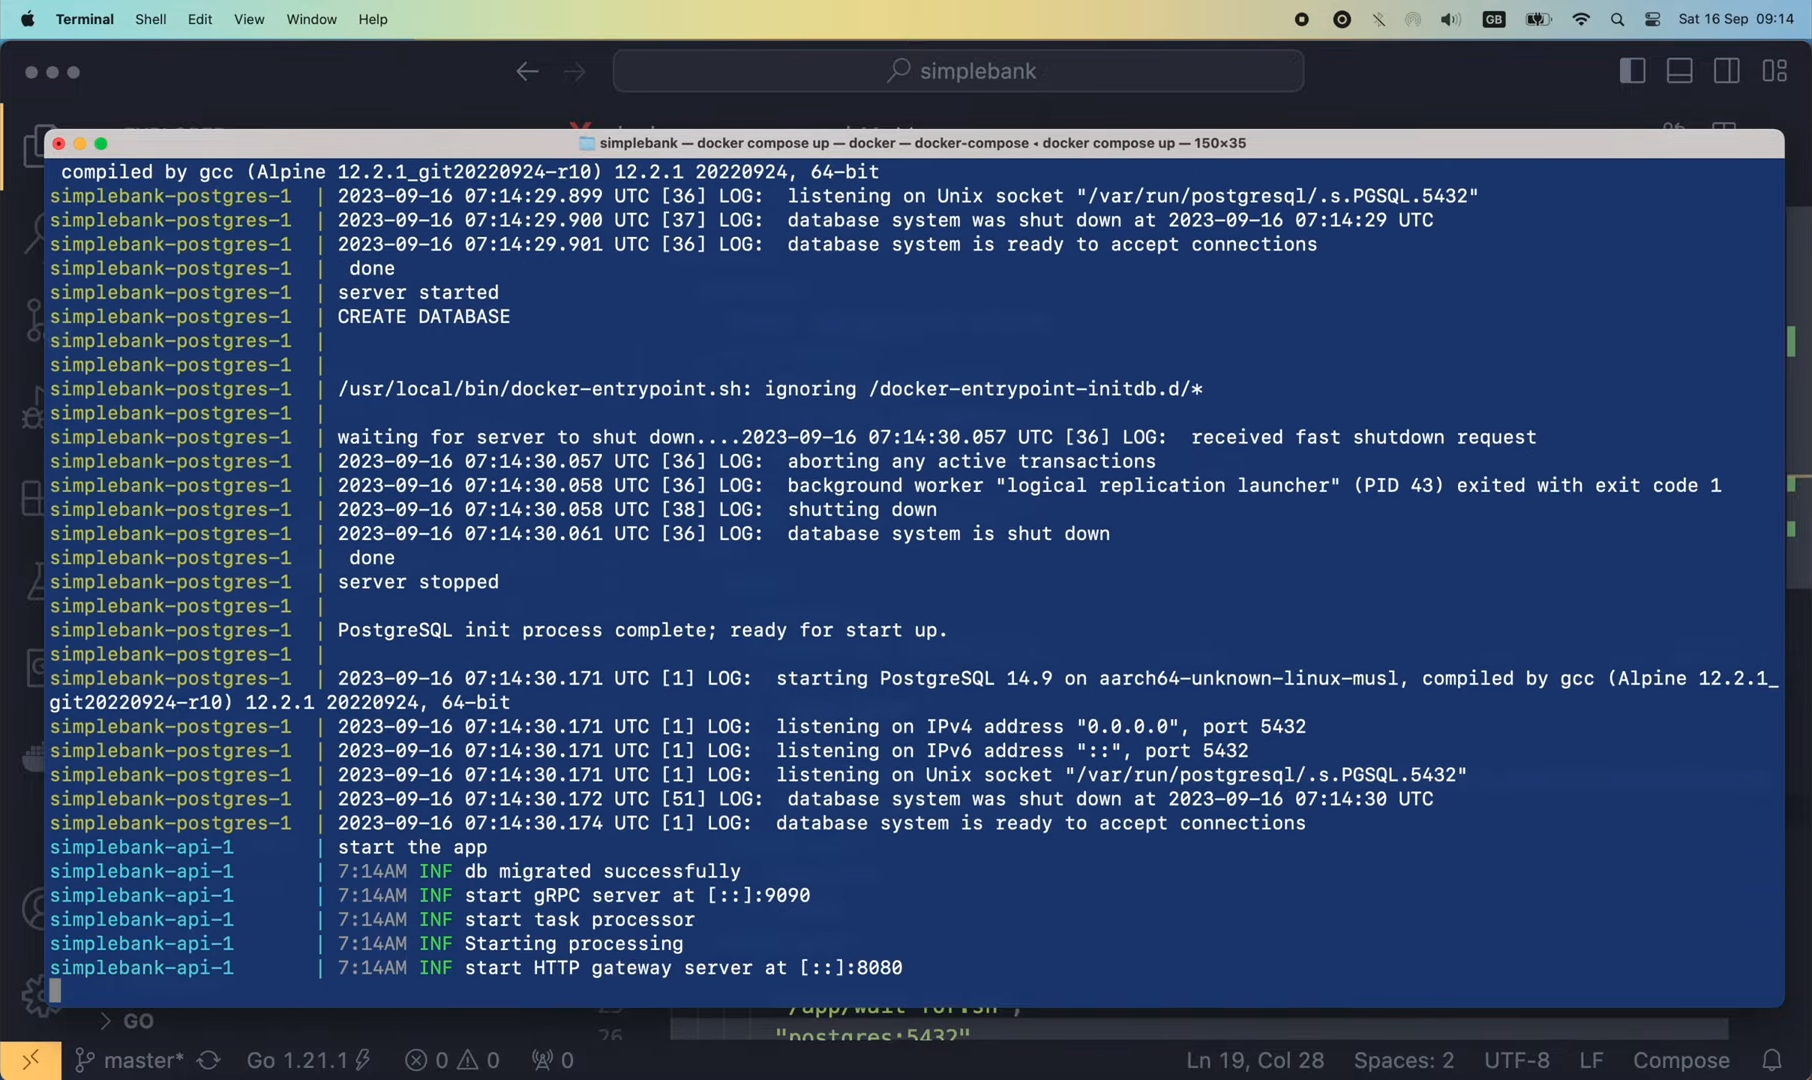 Terminal Shell Edit View Window Help GB Sat 16 Sep 09:14
simplebank
simplebank — docker compose up — docker — docker-compose ◂ docker compose up — 150×35
compiled by gcc (Alpine 12.2.1_git20220924-r10) 12.2.1 20220924, 64-bit
simplebank-postgres-1 | 2023-09-16 07:14:29.899 UTC [36] LOG:  listening on Unix socket "/var/run/postgresql/.s.PGSQL.5432"
simplebank-postgres-1 | 2023-09-16 07:14:29.900 UTC [37] LOG:  database system was shut down at 2023-09-16 07:14:29 UTC
simplebank-postgres-1 | 2023-09-16 07:14:29.901 UTC [36] LOG:  database system is ready to accept connections
simplebank-postgres-1 |  done
simplebank-postgres-1 | server started
simplebank-postgres-1 | CREATE DATABASE
simplebank-postgres-1 |
simplebank-postgres-1 |
simplebank-postgres-1 | /usr/local/bin/docker-entrypoint.sh: ignoring /docker-entrypoint-initdb.d/*
simplebank-postgres-1 |
simplebank-postgres-1 | waiting for server to shut down....2023-09-16 07:14:30.057 UTC [36] LOG:  received fast shutdown request
simplebank-postgres-1 | 2023-09-16 07:14:30.057 UTC [36] LOG:  aborting any active transactions
simplebank-postgres-1 | 2023-09-16 07:14:30.058 UTC [36] LOG:  background worker "logical replication launcher" (PID 43) exited with exit code 1
simplebank-postgres-1 | 2023-09-16 07:14:30.058 UTC [38] LOG:  shutting down
simplebank-postgres-1 | 2023-09-16 07:14:30.061 UTC [36] LOG:  database system is shut down
simplebank-postgres-1 |  done
simplebank-postgres-1 | server stopped
simplebank-postgres-1 |
simplebank-postgres-1 | PostgreSQL init process complete; ready for start up.
simplebank-postgres-1 |
simplebank-postgres-1 | 2023-09-16 07:14:30.171 UTC [1] LOG:  starting PostgreSQL 14.9 on aarch64-unknown-linux-musl, compiled by gcc (Alpine 12.2.1_
git20220924-r10) 12.2.1 20220924, 64-bit
simplebank-postgres-1 | 2023-09-16 07:14:30.171 UTC [1] LOG:  listening on IPv4 address "0.0.0.0", port 5432
simplebank-postgres-1 | 2023-09-16 07:14:30.171 UTC [1] LOG:  listening on IPv6 address "::", port 5432
simplebank-postgres-1 | 2023-09-16 07:14:30.171 UTC [1] LOG:  listening on Unix socket "/var/run/postgresql/.s.PGSQL.5432"
simplebank-postgres-1 | 2023-09-16 07:14:30.172 UTC [51] LOG:  database system was shut down at 2023-09-16 07:14:30 UTC
simplebank-postgres-1 | 2023-09-16 07:14:30.174 UTC [1] LOG:  database system is ready to accept connections
simplebank-api-1 | start the app
simplebank-api-1 | 7:14AM INF db migrated successfully
simplebank-api-1 | 7:14AM INF start gRPC server at [::]:9090
simplebank-api-1 | 7:14AM INF start task processor
simplebank-api-1 | 7:14AM INF Starting processing
simplebank-api-1 | 7:14AM INF start HTTP gateway server at [::]:8080
GO
26 "postgres:5432"
master* Go 1.21.1 0 0 0 Ln 19, Col 28 Spaces: 2 UTF-8 LF Compose